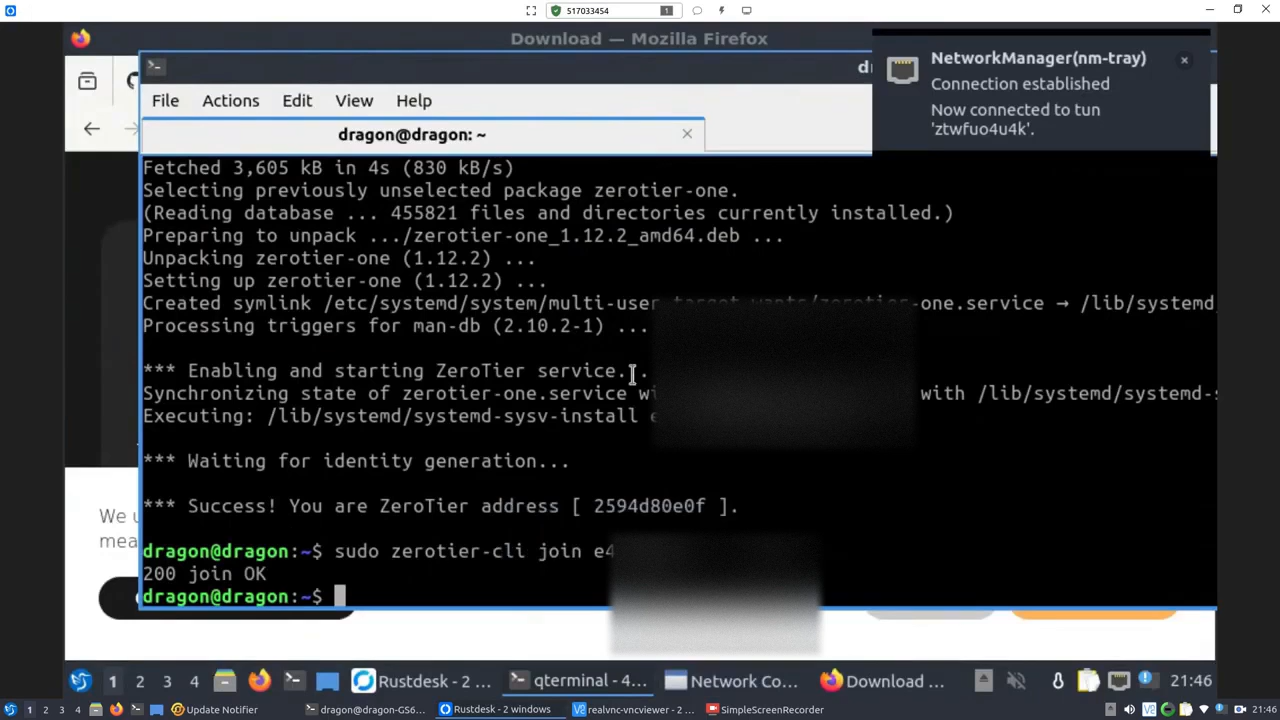 517033454
1
Download — Mozilla Firefox
NetworkManager(nm-tray)
Connection established
Now connected to tun
'ztwfuo4u4k'.
File Actions Edit View Help
dragon@dragon: ~
Fetched 3,605 kB in 4s (830 kB/s)
Selecting previously unselected package zerotier-one.
(Reading database ... 455821 files and directories currently installed.)
Preparing to unpack .../zerotier-one_1.12.2_amd64.deb ...
Unpacking zerotier-one (1.12.2) ...
Setting up zerotier-one (1.12.2) ...
Created symlink /etc/systemd/system/multi-user-target.wants/zerotier-one.service → /lib/systemd
Processing triggers for man-db (2.10.2-1) ...
*** Enabling and starting ZeroTier service...
Synchronizing state of zerotier-one.service with /lib/systemd/systemd-s
Executing: /lib/systemd/systemd-sysv-install e
*** Waiting for identity generation...
*** Success! You are ZeroTier address [ 2594d80e0f ].
We u
mea
dragon@dragon:~$ sudo zerotier-cli join e4
200 join OK
dragon@dragon:~$
1 2 3 4 Rustdesk - 2 ... qterminal - 4... Network Co... Download ... 21:46
1 2 3 4 Update Notifier dragon@dragon-GS6... Rustdesk - 2 windows realvnc-vncviewer - 2 ... SimpleScreenRecorder 21:46